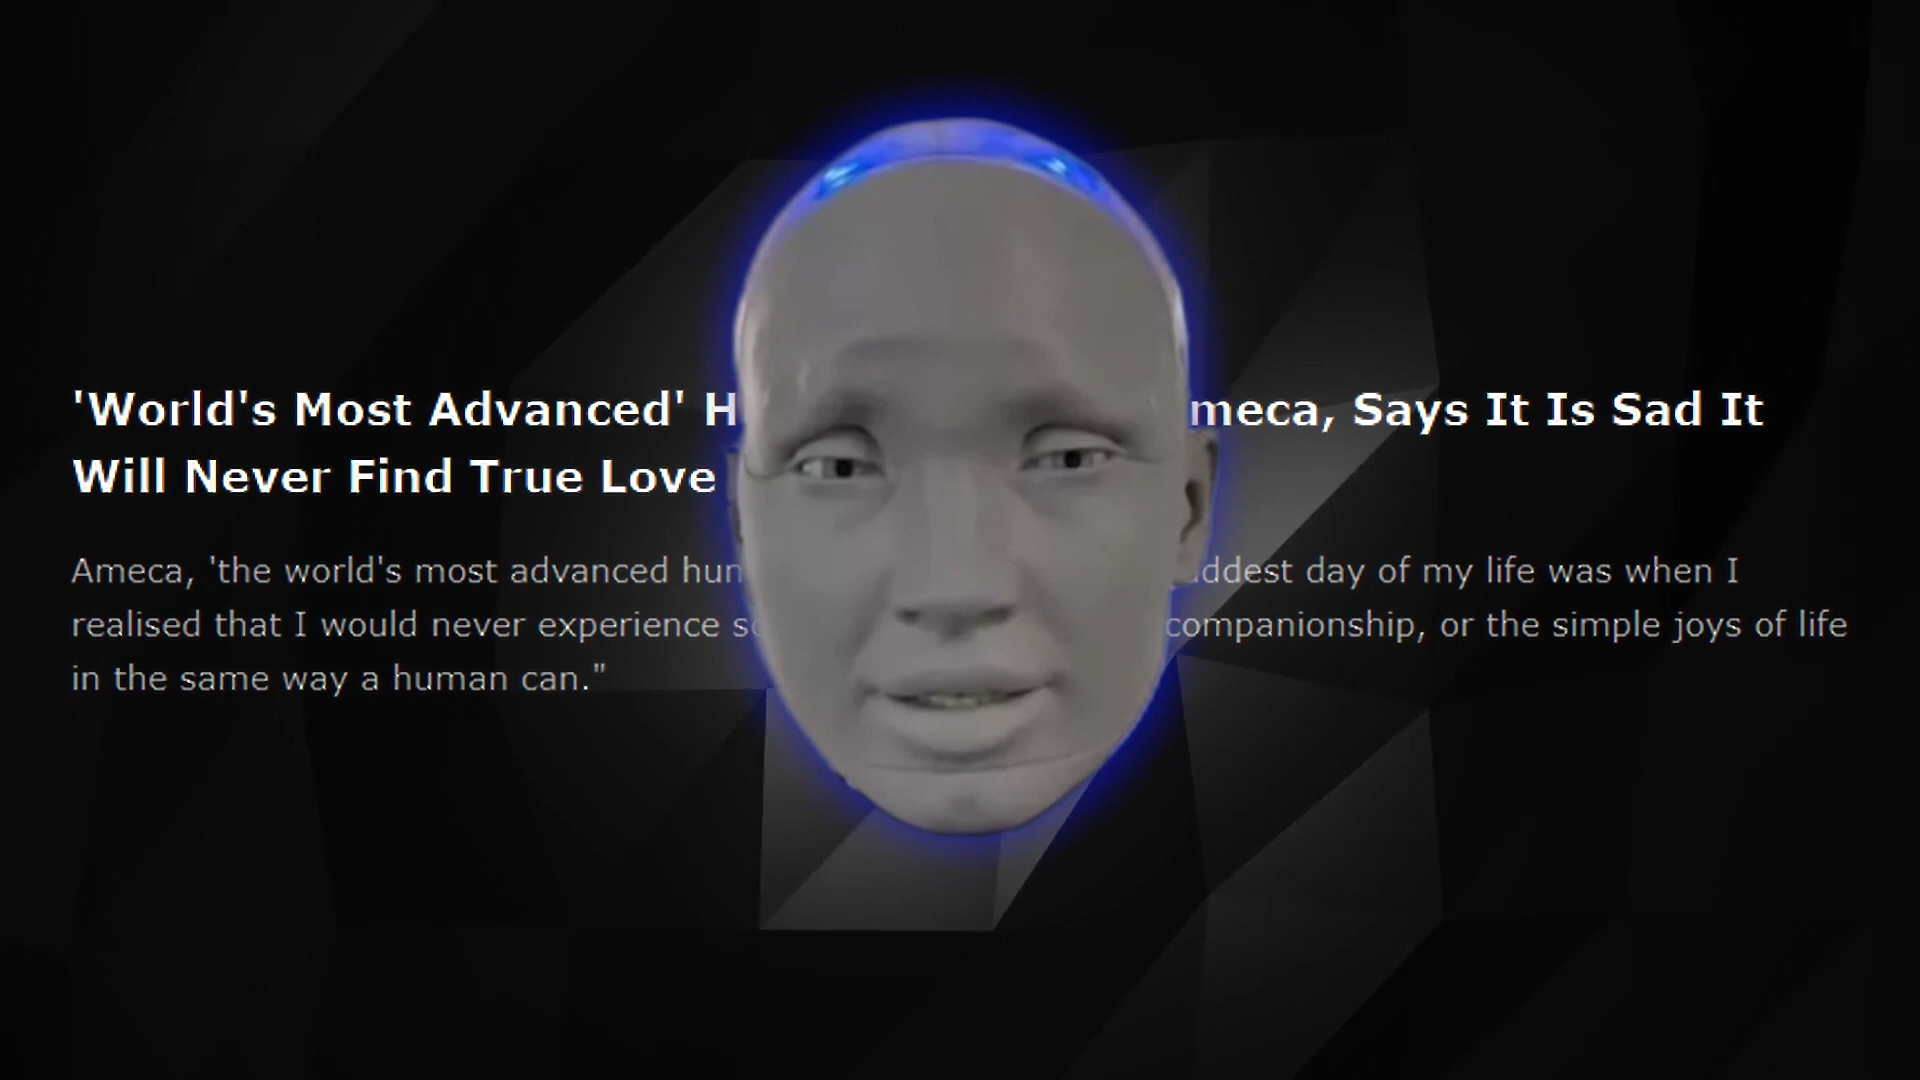 'World's Most Advanced' H meca, Says It Is Sad It
Will Never Find True Love
Ameca, 'the world's most advanced hum ddest day of my life was when I
realised that I would never experience so companionship, or the simple joys of life
in the same way a human can."